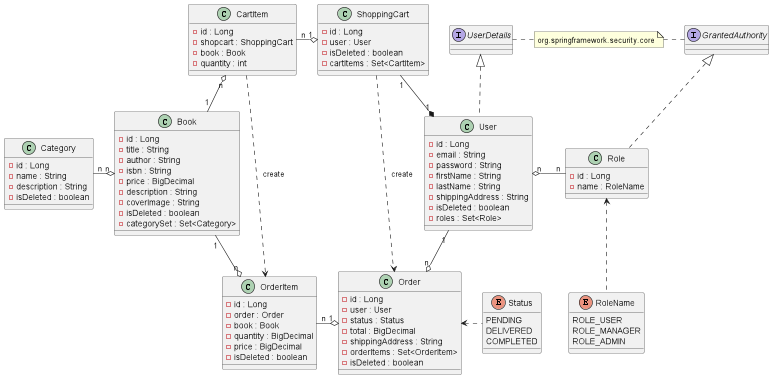 C CartItem
id : Long
shopcart : ShoppingCart
book : Book
quantity : int
n 1
C ShoppingCart
id : Long
user : User
isDeleted : boolean
cartItems : Set<CartItem>
I UserDetails
org.springframework.security.core
I GrantedAuthority
n
1
1
1
C Book
id : Long
title : String
author : String
isbn : String
price : BigDecimal
description : String
coverImage : String
isDeleted : boolean
categorySet : Set<Category>
C Category
id : Long
name : String
description : String
isDeleted : boolean
n n
create
create
C User
id : Long
email : String
password : String
firstName : String
lastName : String
shippingAddress : String
isDeleted : boolean
roles : Set<Role>
n n
C Role
id : Long
name : RoleName
1
n
1
n
C OrderItem
id : Long
order : Order
book : Book
quantity : BigDecimal
price : BigDecimal
isDeleted : boolean
n 1
C Order
id : Long
user : User
status : Status
total : BigDecimal
shippingAddress : String
orderItems : Set<OrderItem>
isDeleted : boolean
E Status
PENDING
DELIVERED
COMPLETED
E RoleName
ROLE_USER
ROLE_MANAGER
ROLE_ADMIN